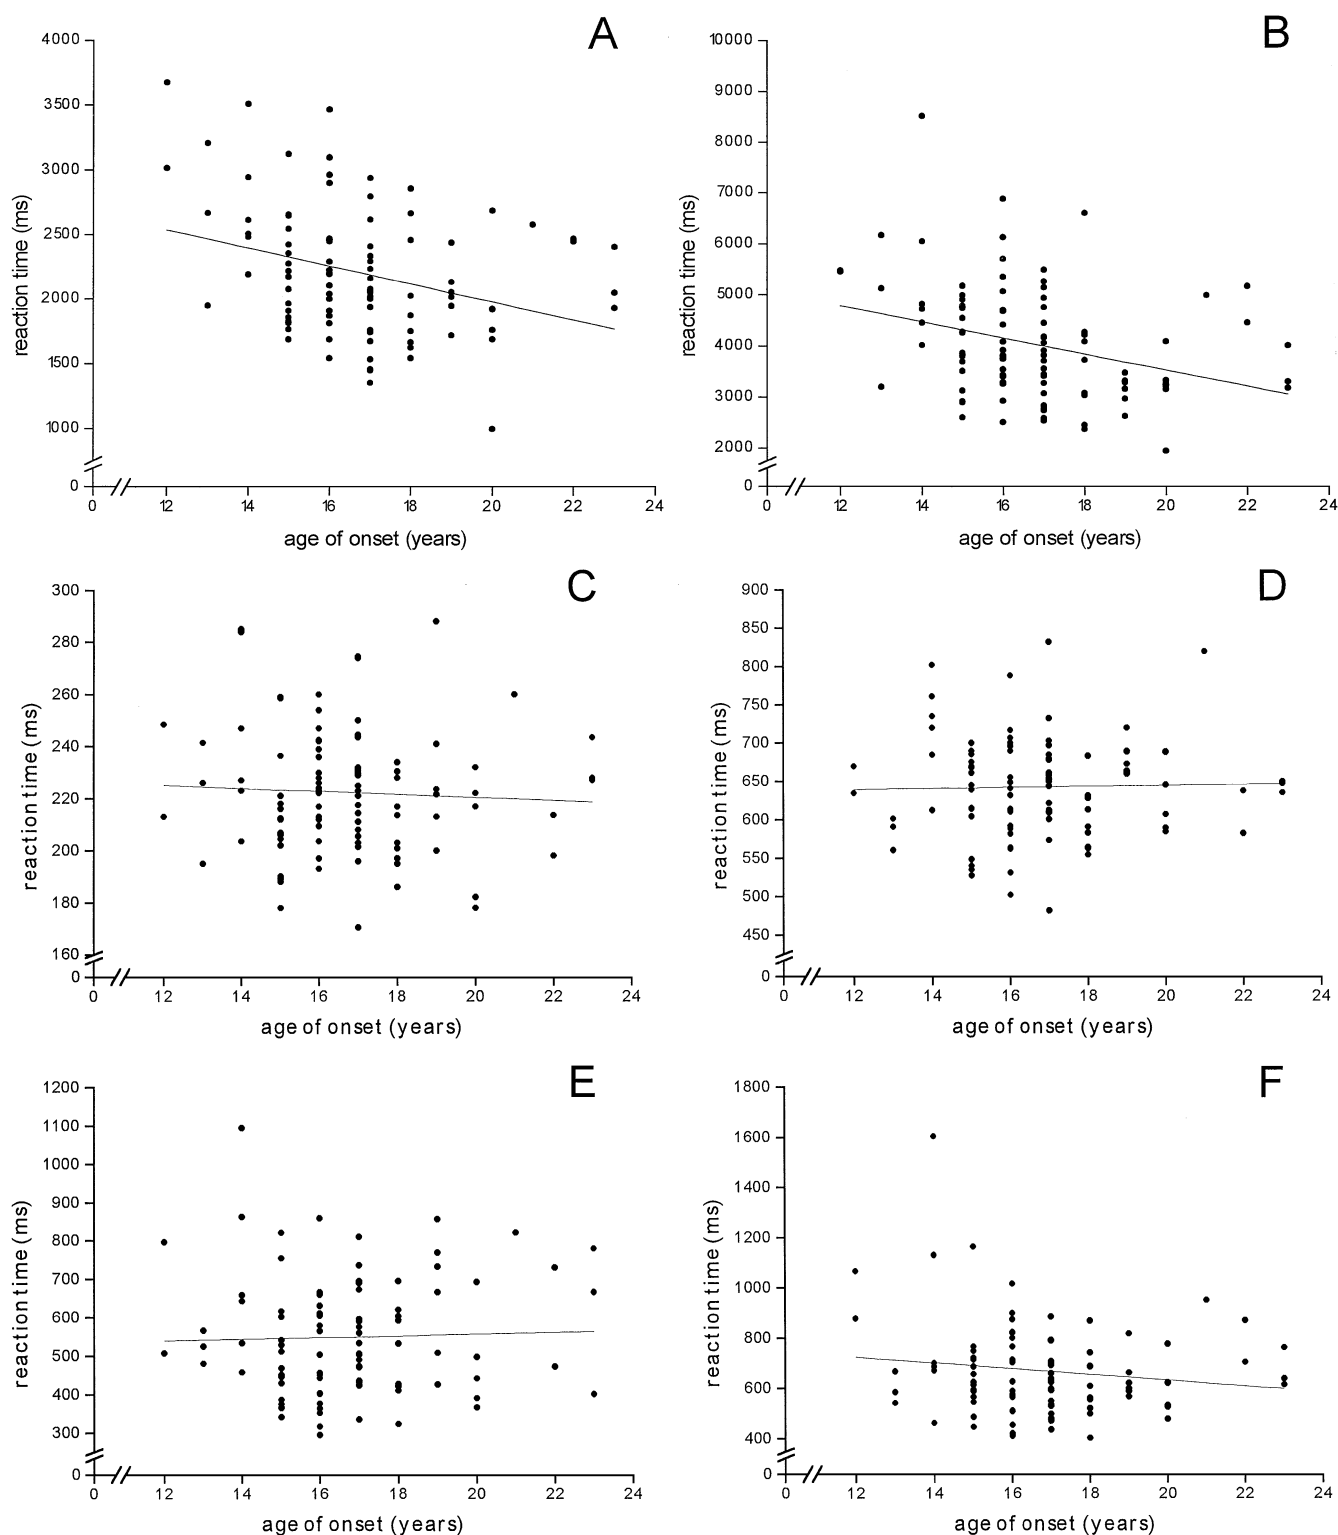 A
4000
3500
3000
2500
2000
1500
1000
0
reaction time (ms)
0 12 14 16 18 20 22 24
age of onset (years)
B
10000
9000
8000
7000
6000
5000
4000
3000
2000
0
reaction time (ms)
0 12 14 16 18 20 22 24
age of onset (years)
C
300
280
260
240
220
200
180
160
0
reaction time (ms)
0 12 14 16 18 20 22 24
age of onset (years)
D
900
850
800
750
700
650
600
550
500
450
0
reaction time (ms)
0 12 14 16 18 20 22 24
age of onset (years)
E
1200
1100
1000
900
800
700
600
500
400
300
0
reaction time (ms)
0 12 14 16 18 20 22 24
age of onset (years)
F
1800
1600
1400
1200
1000
800
600
400
0
reaction time (ms)
0 12 14 16 18 20 22 24
age of onset (years)